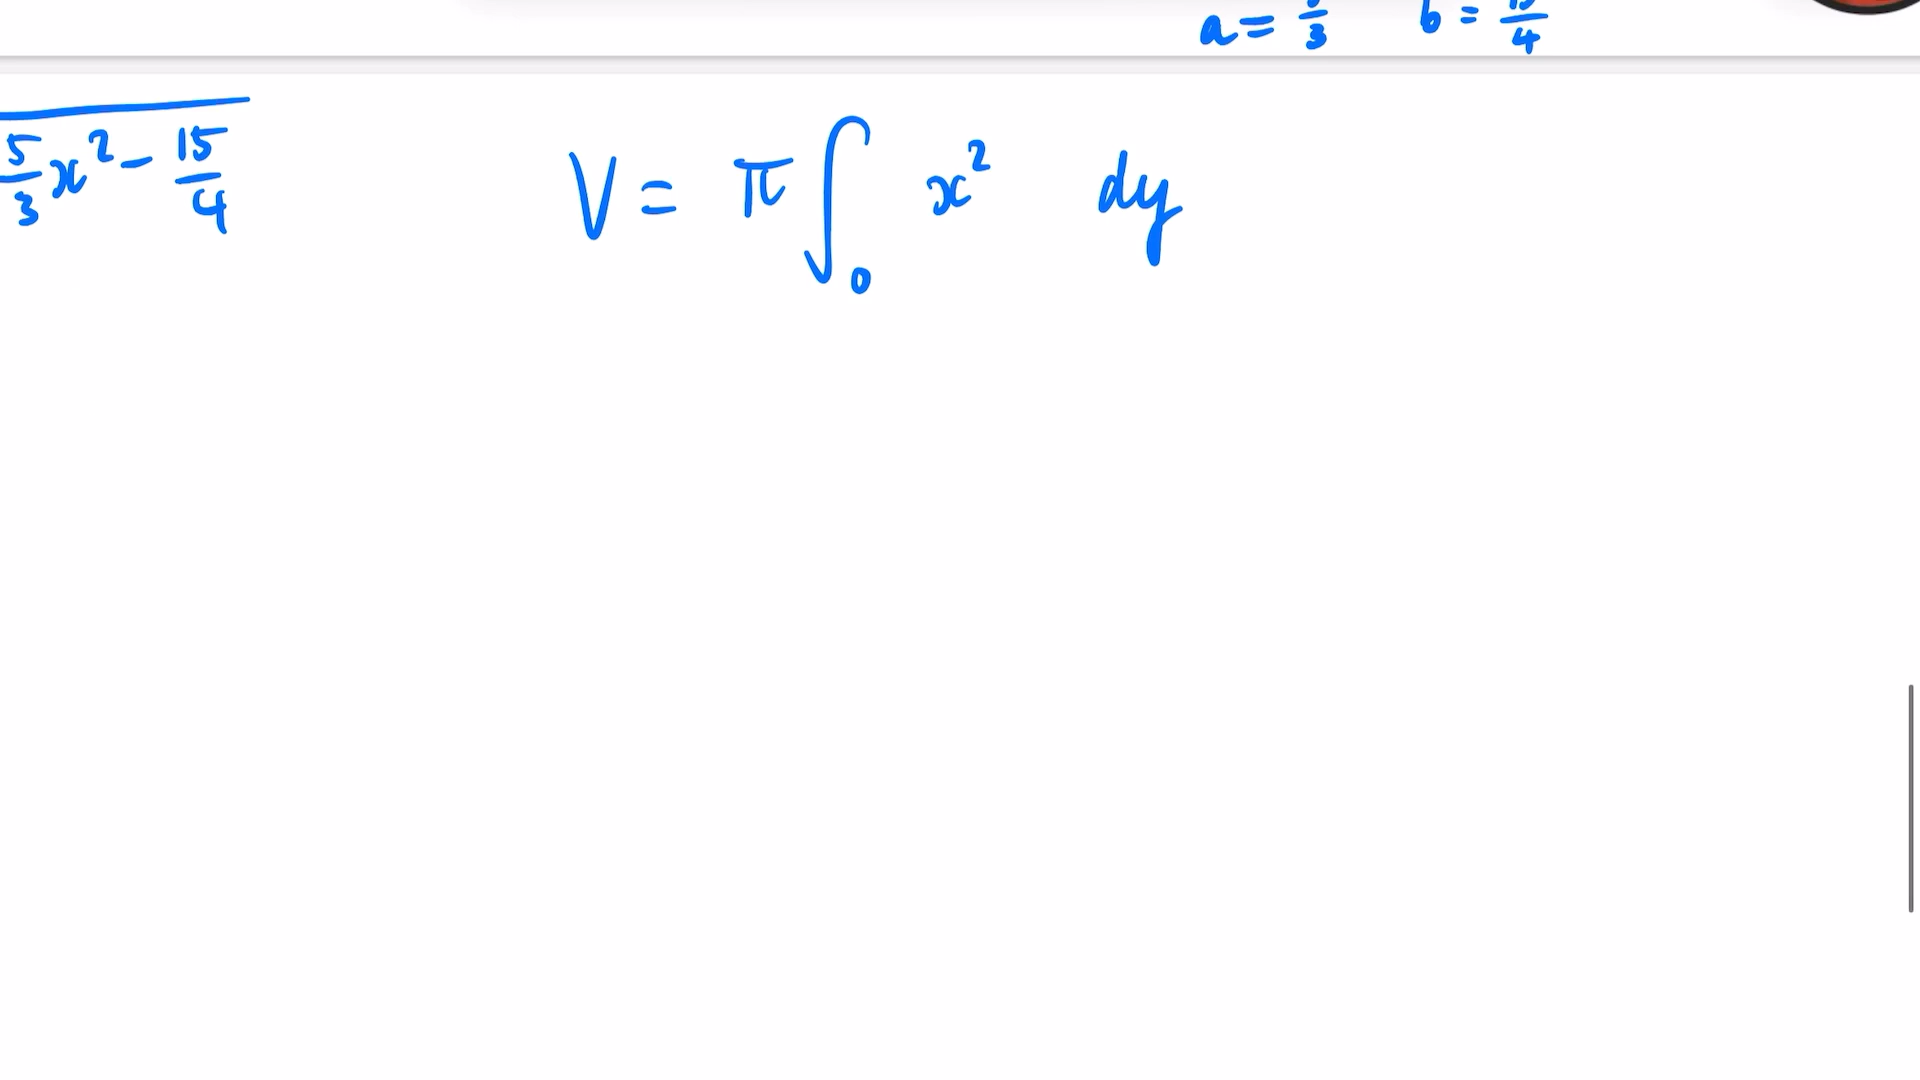 a = 5/3 b = 15/4
√(5/3 x² − 15/4)
V = π ∫₀ x² dy